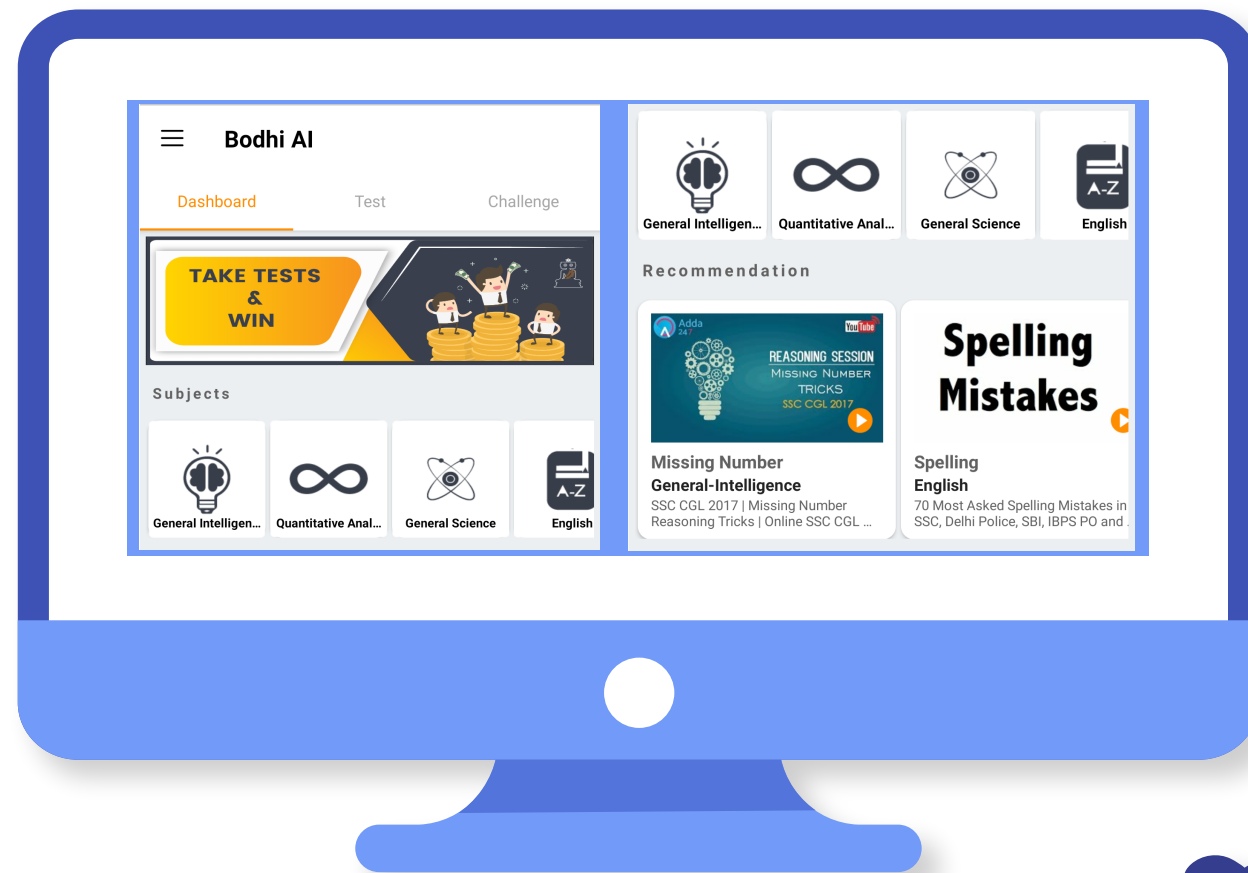 Bodhi AI
Dashboard Test Challenge
TAKE TESTS
&
WIN
Subjects
General Intelligen... Quantitative Anal... General Science English
A-Z
General Intelligen... Quantitative Anal... General Science English
A-Z
Recommendation
Adda
247
YouTube
REASONING SESSION
MISSING NUMBER
TRICKS
SSC CGL 2017
Missing Number
General-Intelligence
SSC CGL 2017 | Missing Number
Reasoning Tricks | Online SSC CGL ...
Spelling
Mistakes
Spelling
English
70 Most Asked Spelling Mistakes in
SSC, Delhi Police, SBI, IBPS PO and .